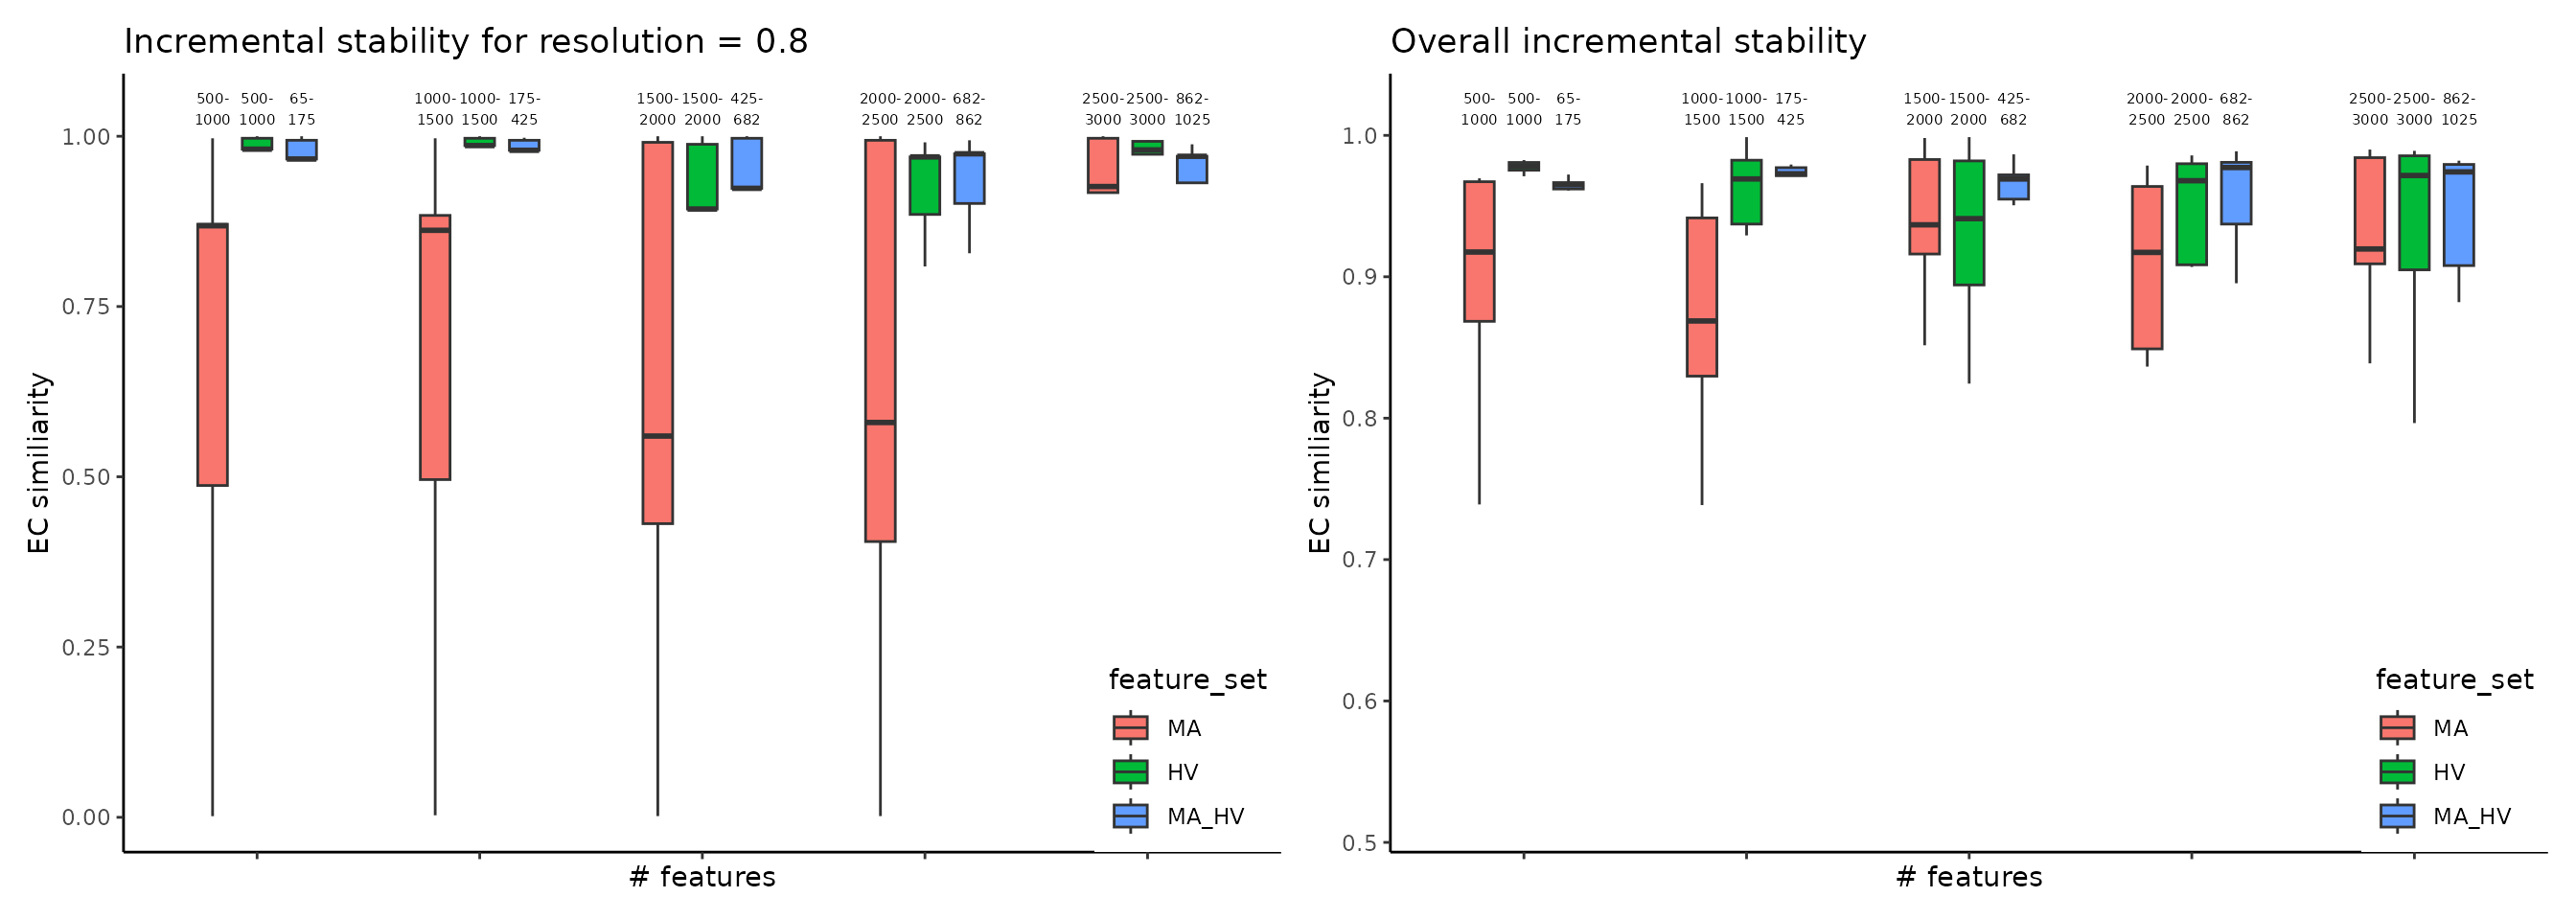 Incremental stability for resolution = 0.8
500- 500- 65-
1000 1000 175
1000- 1000- 175-
1500 1500 425
1500- 1500- 425-
2000 2000 682
2000- 2000- 682-
2500 2500 862
2500- 2500- 862-
3000 3000 1025
1.00
0.75
0.50
0.25
0.00
EC similiarity
# features
feature_set
MA
HV
MA_HV
Overall incremental stability
500- 500- 65-
1000 1000 175
1000- 1000- 175-
1500 1500 425
1500- 1500- 425-
2000 2000 682
2000- 2000- 682-
2500 2500 862
2500- 2500- 862-
3000 3000 1025
1.0
0.9
0.8
0.7
0.6
0.5
EC similiarity
# features
feature_set
MA
HV
MA_HV